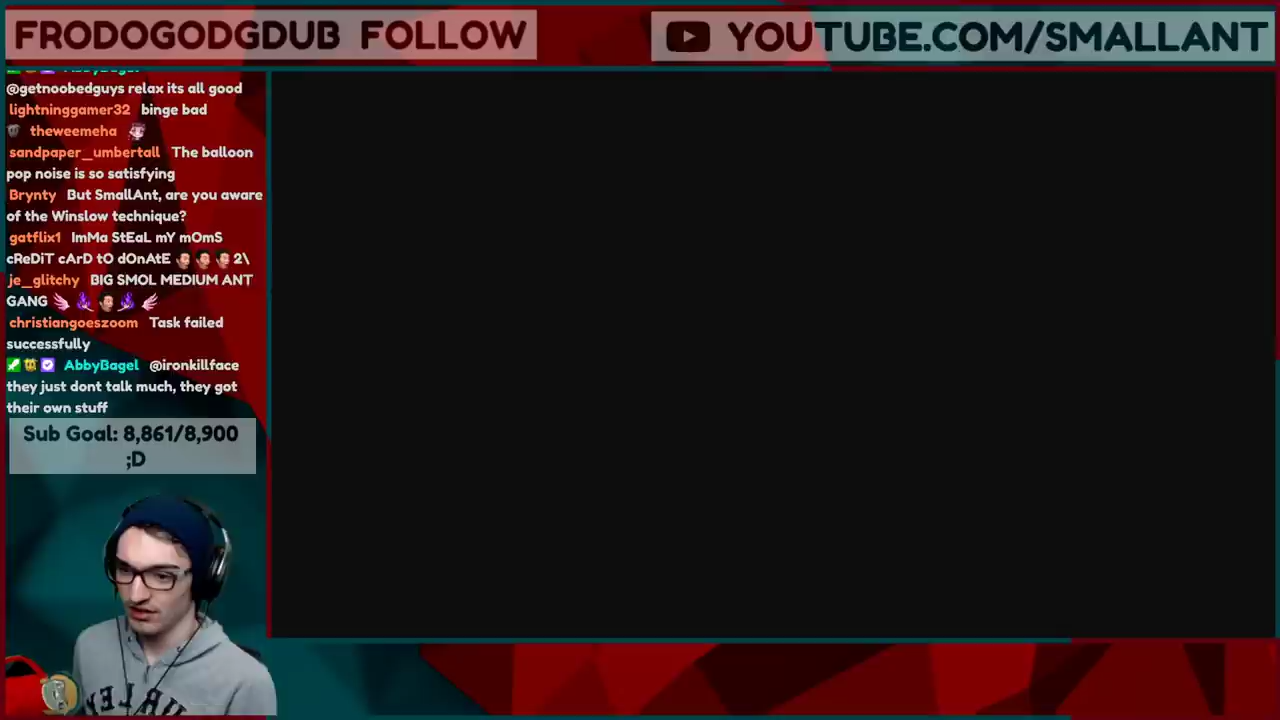 FRODOGODGDUB FOLLOW
YOUTUBE.COM/SMALLANT
AbbyBagel
@getnoobedguys relax its all good
lightninggamer32 binge bad
theweemeha
sandpaper_umbertall The balloon
pop noise is so satisfying
Brynty But SmallAnt, are you aware
of the Winslow technique?
gatflix1 ImMa StEaL mY mOmS
cReDiT cArD tO dOnAtE 2\
je_glitchy BIG SMOL MEDIUM ANT
GANG
christiangoeszoom Task failed
successfully
AbbyBagel @ironkillface
they just dont talk much, they got
their own stuff
Sub Goal: 8,861/8,900
;D